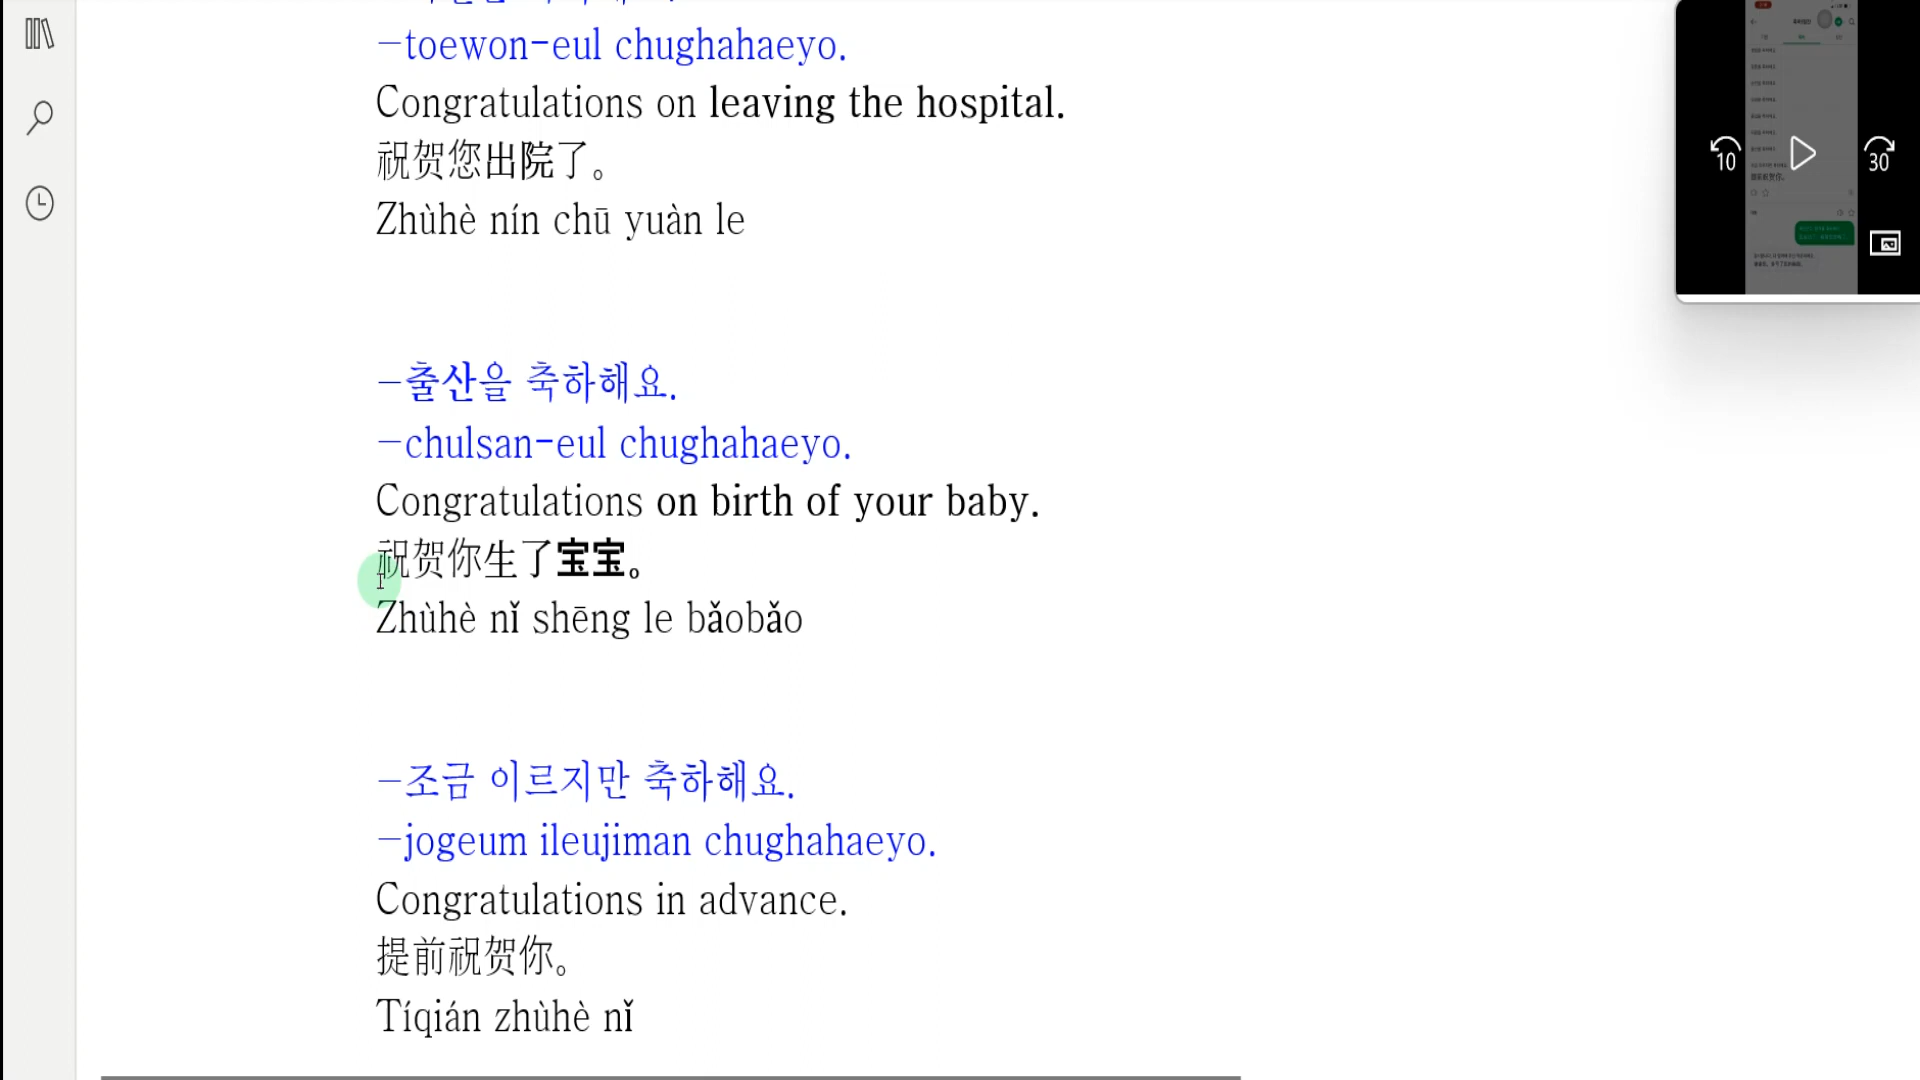 -toewon-eul chughahaeyo.
Congratulations on leaving the hospital.
祝贺您出院了。
Zhùhè nín chū yuàn le
-출산을 축하해요.
-chulsan-eul chughahaeyo.
Congratulations on birth of your baby.
祝贺你生了宝宝。
Zhùhè nǐ shēng le bǎobǎo
-조금 이르지만 축하해요.
-jogeum ileujiman chughahaeyo.
Congratulations in advance.
提前祝贺你。
Tíqián zhùhè nǐ
10
30